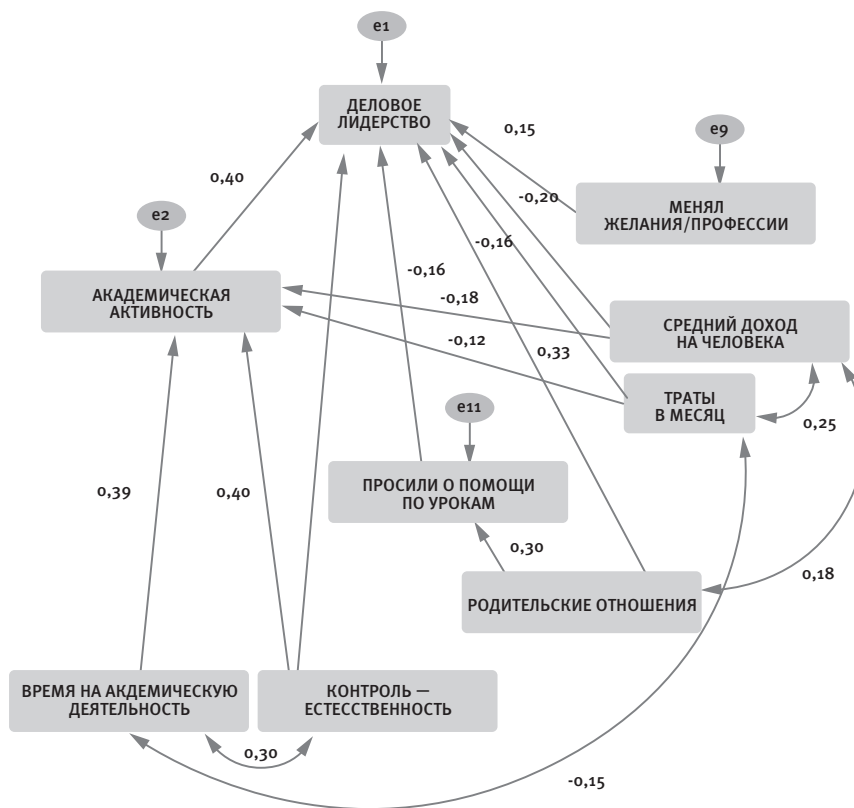 e1
ДЕЛОВОЕ
ЛИДЕРСТВО
0,15
e9
0,40
-0,20
МЕНЯЛ
ЖЕЛАНИЯ/ПРОФЕССИИ
e2
-0,16
-0,16
АКАДЕМИЧЕСКАЯ
АКТИВНОСТЬ
-0,18
СРЕДНИЙ ДОХОД
НА ЧЕЛОВЕКА
-0,12
0,33
ТРАТЫ
В МЕСЯЦ
e11
0,25
0,39
0,40
ПРОСИЛИ О ПОМОЩИ
ПО УРОКАМ
0,30
0,18
РОДИТЕЛЬСКИЕ ОТНОШЕНИЯ
ВРЕМЯ НА АКДЕМИЧЕСКУЮ
ДЕЯТЕЛЬНОСТЬ
КОНТРОЛЬ —
ЕСТЕССТВЕННОСТЬ
0,30
-0,15